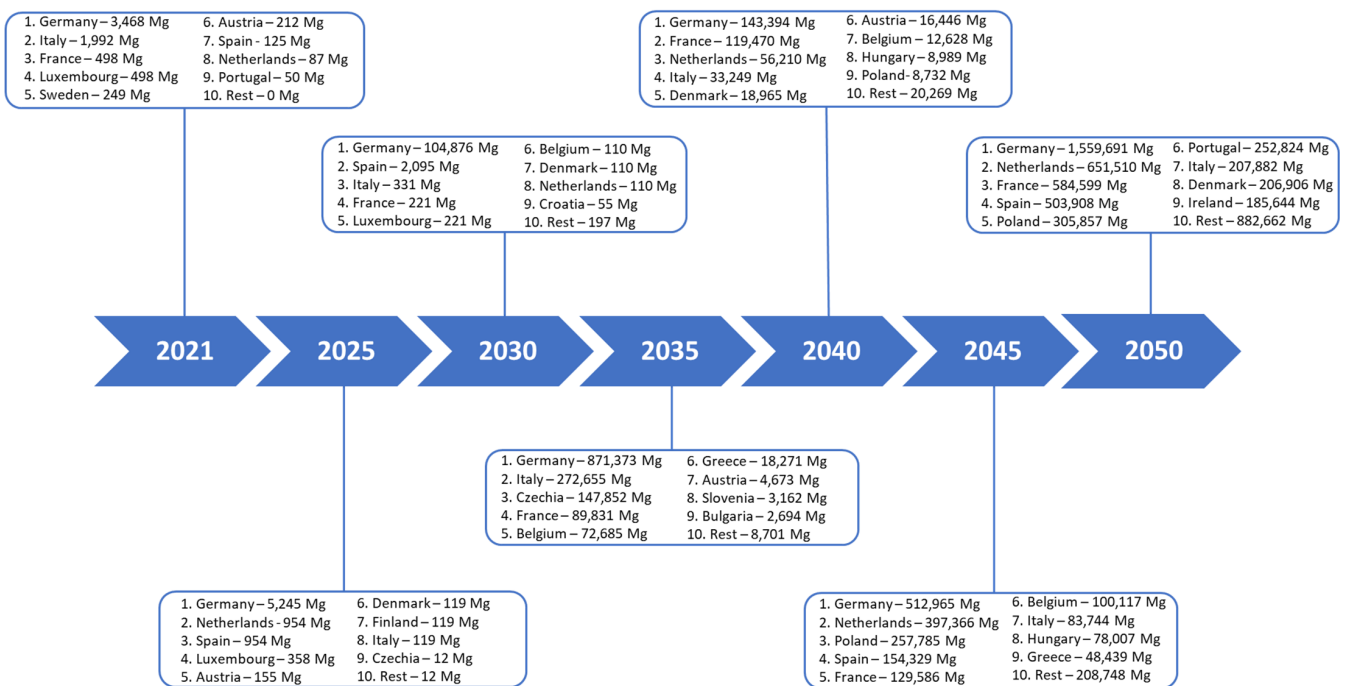 1. Germany – 3,468 Mg
2. Italy – 1,992 Mg
3. France – 498 Mg
4. Luxembourg – 498 Mg
5. Sweden – 249 Mg
6. Austria – 212 Mg
7. Spain - 125 Mg
8. Netherlands – 87 Mg
9. Portugal – 50 Mg
10. Rest – 0 Mg
1. Germany – 104,876 Mg
2. Spain – 2,095 Mg
3. Italy – 331 Mg
4. France – 221 Mg
5. Luxembourg – 221 Mg
6. Belgium – 110 Mg
7. Denmark – 110 Mg
8. Netherlands – 110 Mg
9. Croatia – 55 Mg
10. Rest – 197 Mg
1. Germany – 143,394 Mg
2. France – 119,470 Mg
3. Netherlands – 56,210 Mg
4. Italy – 33,249 Mg
5. Denmark – 18,965 Mg
6. Austria – 16,446 Mg
7. Belgium – 12,628 Mg
8. Hungary – 8,989 Mg
9. Poland- 8,732 Mg
10. Rest – 20,269 Mg
1. Germany – 1,559,691 Mg
2. Netherlands – 651,510 Mg
3. France – 584,599 Mg
4. Spain – 503,908 Mg
5. Poland – 305,857 Mg
6. Portugal – 252,824 Mg
7. Italy – 207,882 Mg
8. Denmark – 206,906 Mg
9. Ireland – 185,644 Mg
10. Rest – 882,662 Mg
2021
2025
2030
2035
2040
2045
2050
1. Germany – 5,245 Mg
2. Netherlands - 954 Mg
3. Spain – 954 Mg
4. Luxembourg – 358 Mg
5. Austria – 155 Mg
6. Denmark – 119 Mg
7. Finland – 119 Mg
8. Italy – 119 Mg
9. Czechia – 12 Mg
10. Rest – 12 Mg
1. Germany – 871,373 Mg
2. Italy – 272,655 Mg
3. Czechia – 147,852 Mg
4. France – 89,831 Mg
5. Belgium – 72,685 Mg
6. Greece – 18,271 Mg
7. Austria – 4,673 Mg
8. Slovenia – 3,162 Mg
9. Bulgaria – 2,694 Mg
10. Rest – 8,701 Mg
1. Germany – 512,965 Mg
2. Netherlands – 397,366 Mg
3. Poland – 257,785 Mg
4. Spain – 154,329 Mg
5. France – 129,586 Mg
6. Belgium – 100,117 Mg
7. Italy – 83,744 Mg
8. Hungary – 78,007 Mg
9. Greece – 48,439 Mg
10. Rest – 208,748 Mg